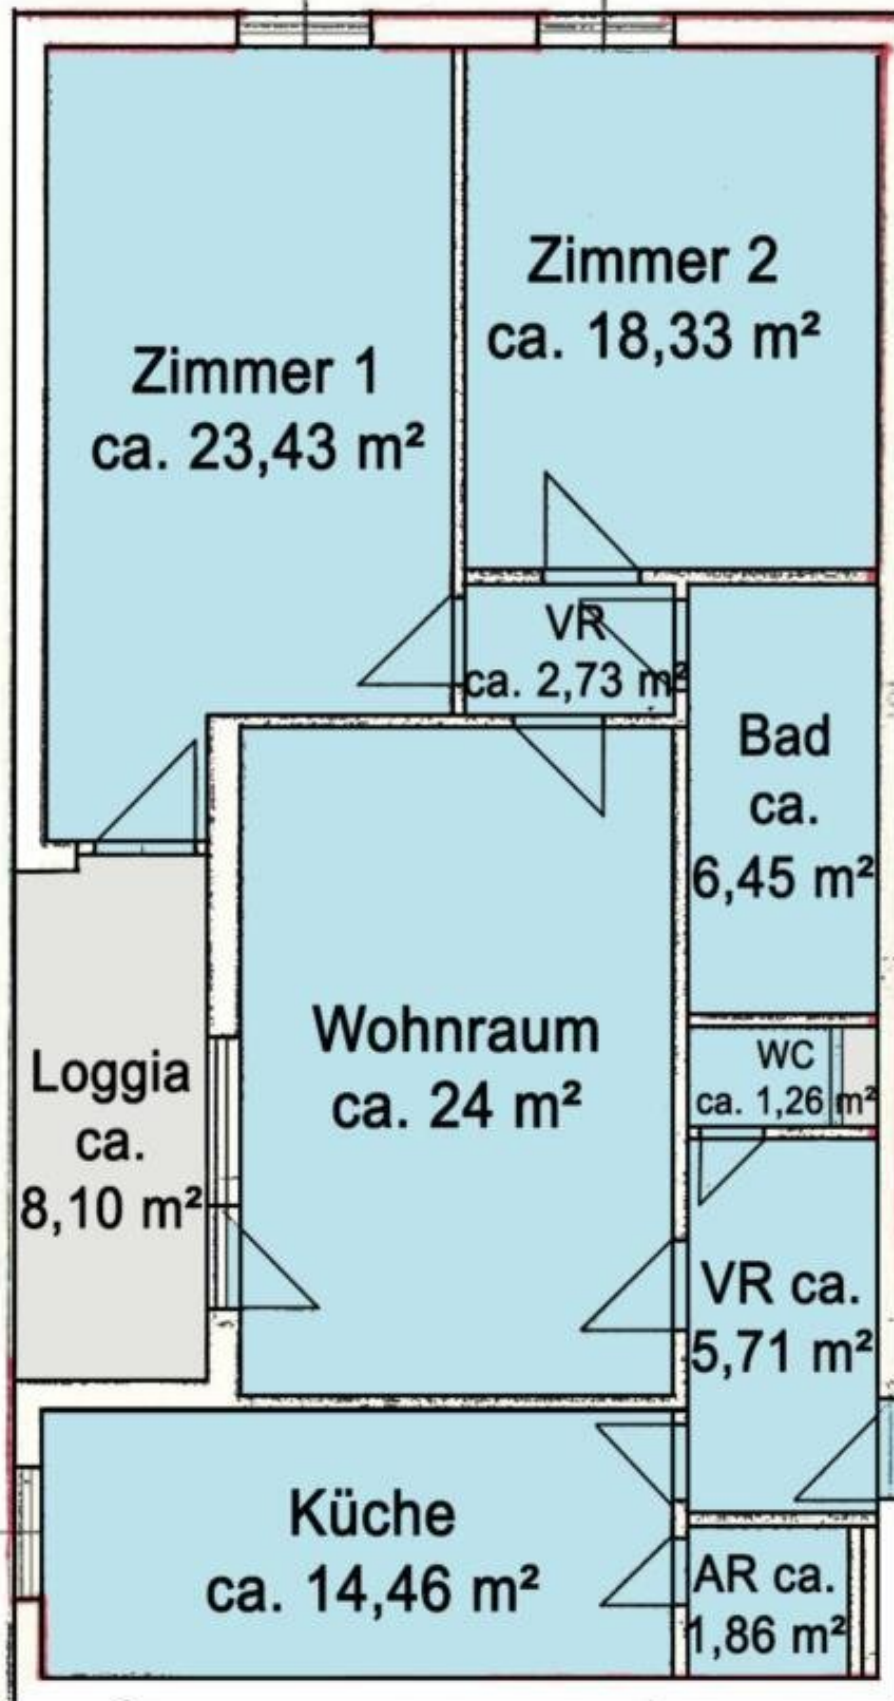 Zimmer 2
ca. 18,33 m²
Zimmer 1
ca. 23,43 m²
VR
ca. 2,73 m²
Bad
ca.
6,45 m²
Wohnraum
ca. 24 m²
WC
ca. 1,26 m²
Loggia
ca.
8,10 m²
VR ca.
5,71 m²
Küche
ca. 14,46 m²
AR ca.
1,86 m²